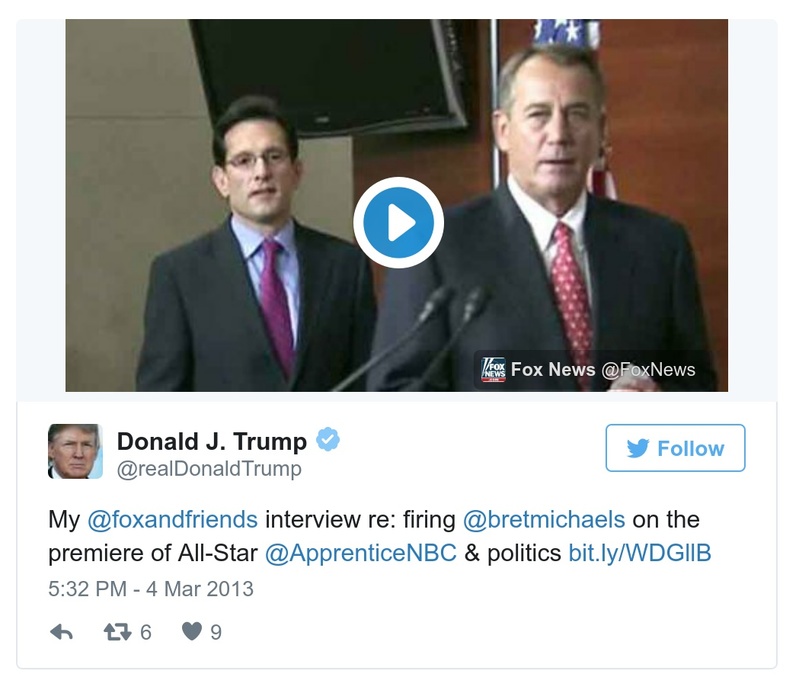 FOX
NEWS
Fox News @FoxNews
Donald J. Trump
@realDonaldTrump
Follow
My @foxandfriends interview re: firing @bretmichaels on the
premiere of All-Star @ApprenticeNBC & politics bit.ly/WDGllB
5:32 PM - 4 Mar 2013
6
9